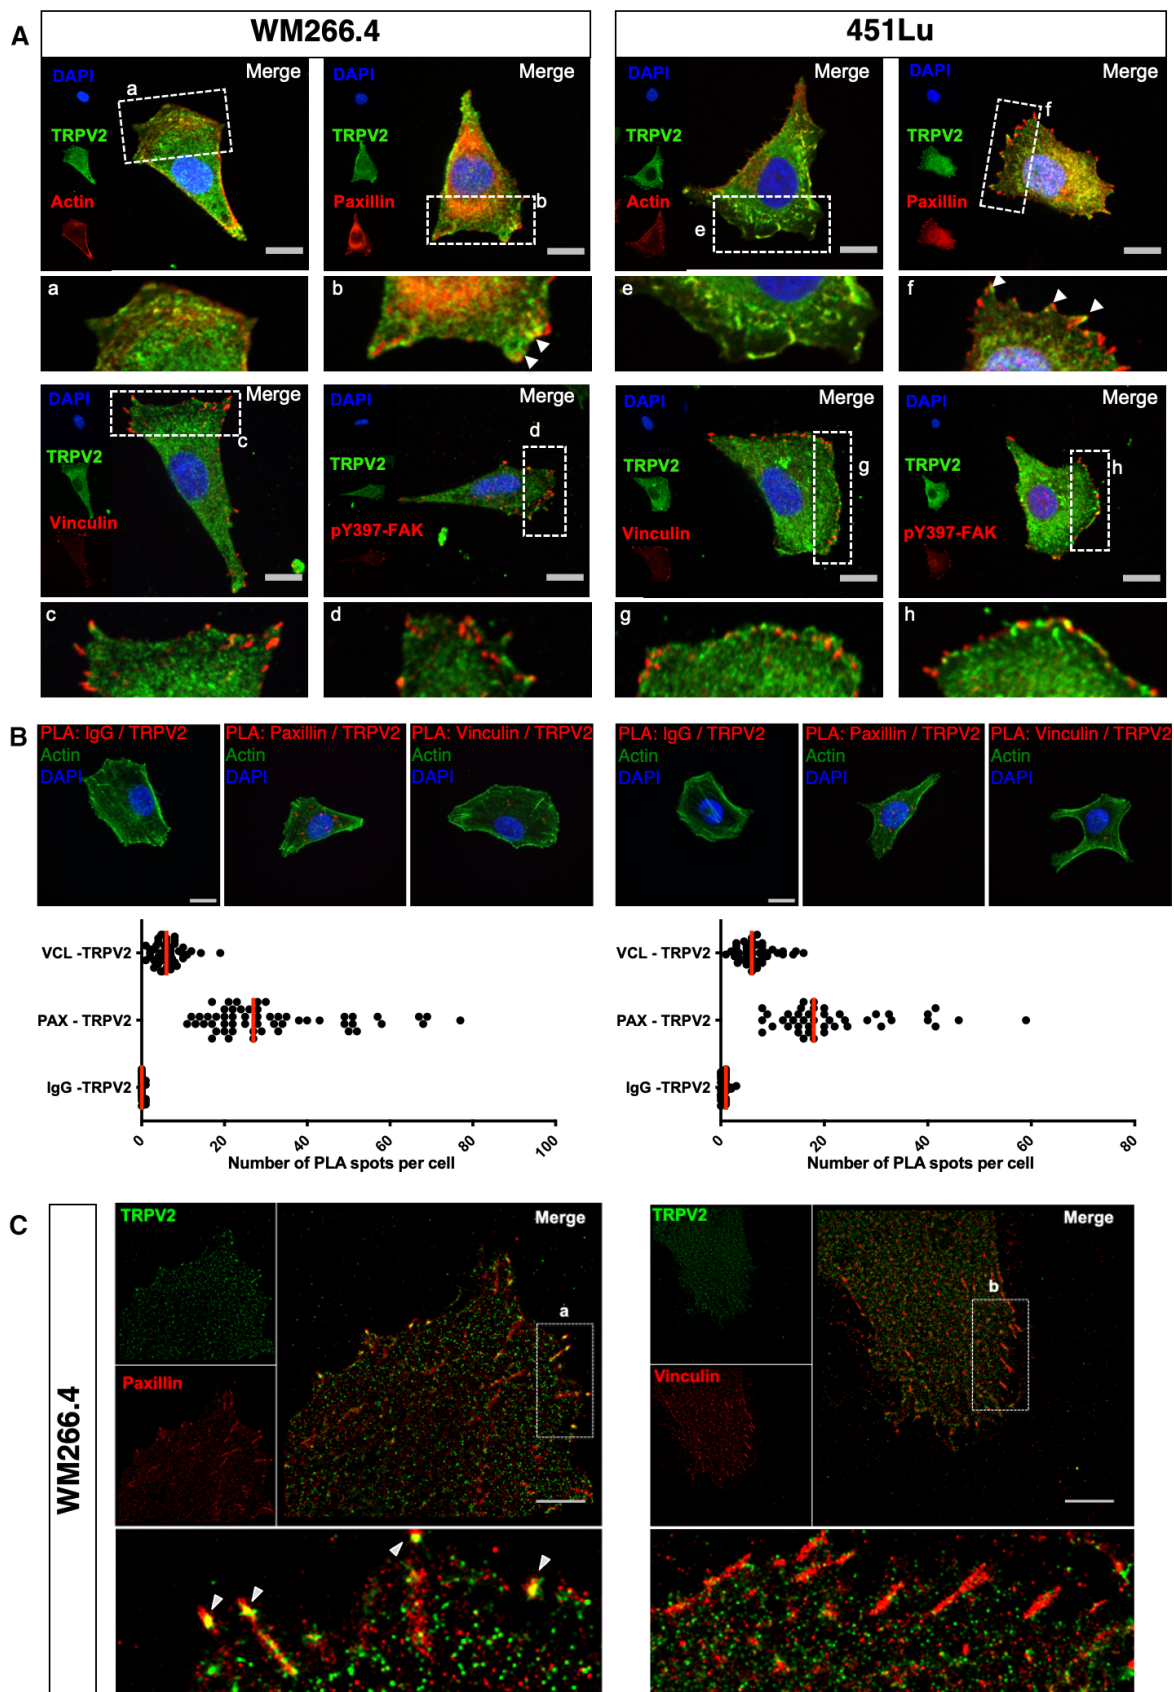 A
WM266.4
451Lu
DAPI
TRPV2
Actin
Merge
a
DAPI
TRPV2
Paxillin
Merge
b
DAPI
TRPV2
Actin
Merge
e
DAPI
TRPV2
Paxillin
Merge
f
a
b
e
f
DAPI
TRPV2
Vinculin
Merge
c
DAPI
TRPV2
pY397-FAK
Merge
d
DAPI
TRPV2
Vinculin
Merge
g
DAPI
TRPV2
pY397-FAK
Merge
h
c
d
g
h
B
PLA: IgG / TRPV2
Actin
DAPI
PLA: Paxillin / TRPV2
Actin
DAPI
PLA: Vinculin / TRPV2
Actin
DAPI
PLA: IgG / TRPV2
Actin
DAPI
PLA: Paxillin / TRPV2
Actin
DAPI
PLA: Vinculin / TRPV2
Actin
DAPI
VCL -TRPV2
PAX - TRPV2
IgG -TRPV2
0 20 40 60 80 100
Number of PLA spots per cell
VCL - TRPV2
PAX - TRPV2
IgG -TRPV2
0 20 40 60 80
Number of PLA spots per cell
C
WM266.4
TRPV2
Paxillin
Merge
a
TRPV2
Vinculin
Merge
b